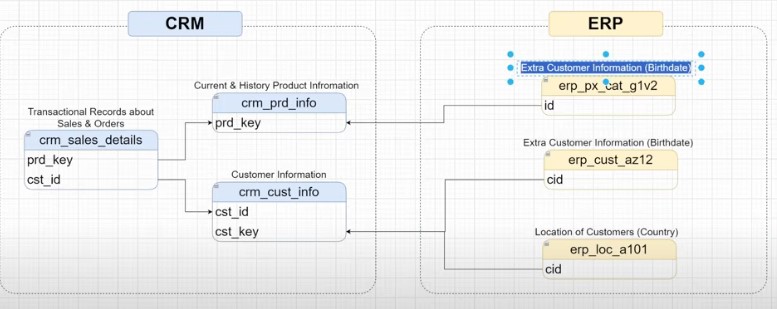 CRM
ERP
Extra Customer Information (Birthdate)
Current & History Product Infromation
erp_px_cat_g1v2
crm_prd_info
id
Transactional Records about
Sales & Orders
prd_key
crm_sales_details
Extra Customer Information (Birthdate)
prd_key
Customer Information
erp_cust_az12
cst_id
crm_cust_info
cid
cst_id
cst_key
Location of Customers (Country)
erp_loc_a101
cid